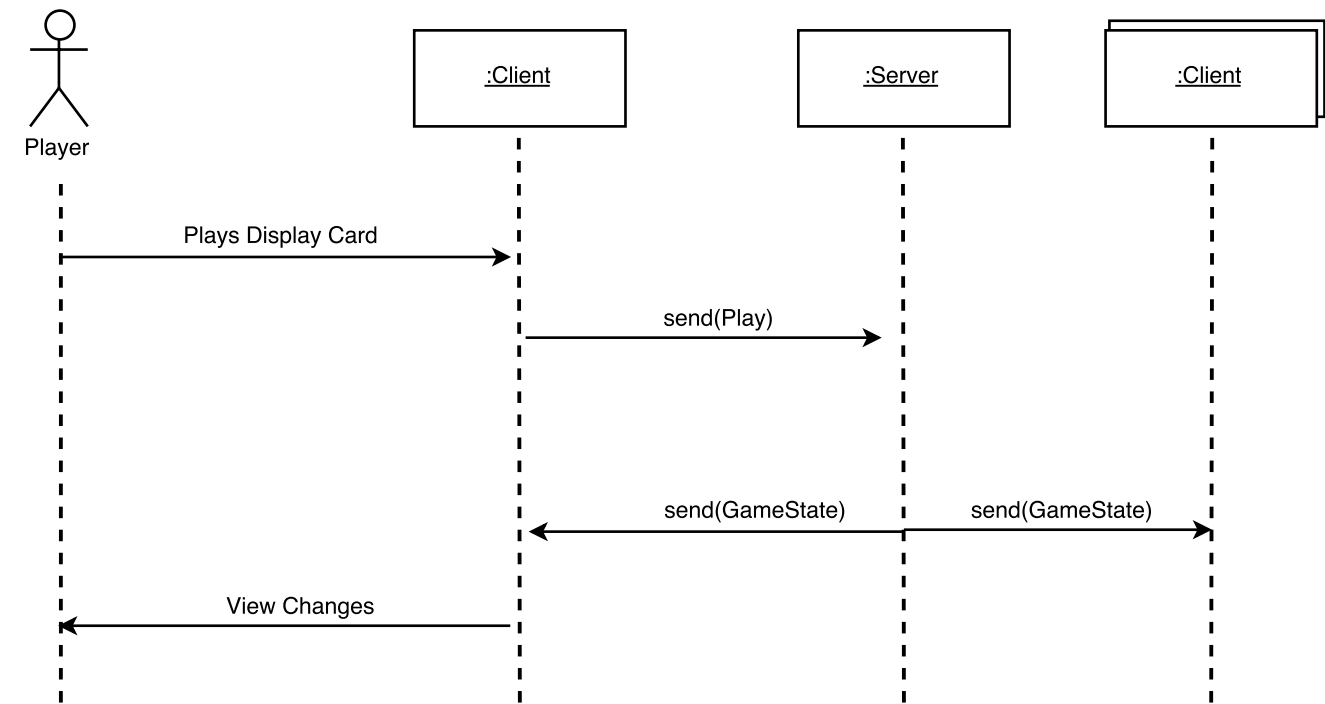 :Client
:Server
:Client
Player
Plays Display Card
send(Play)
send(GameState)
send(GameState)
View Changes